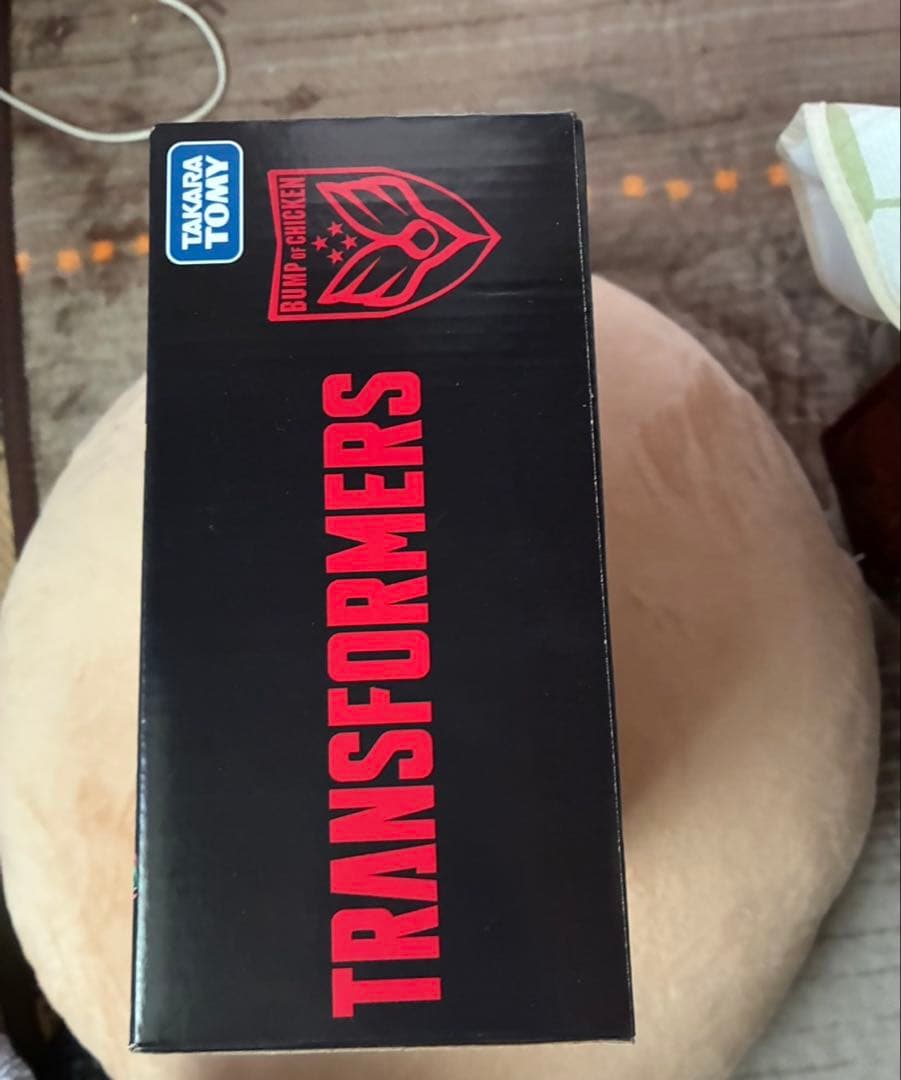 TAKARA
TOMY
BUMP OF CHICKEN
TRANSFORMERS